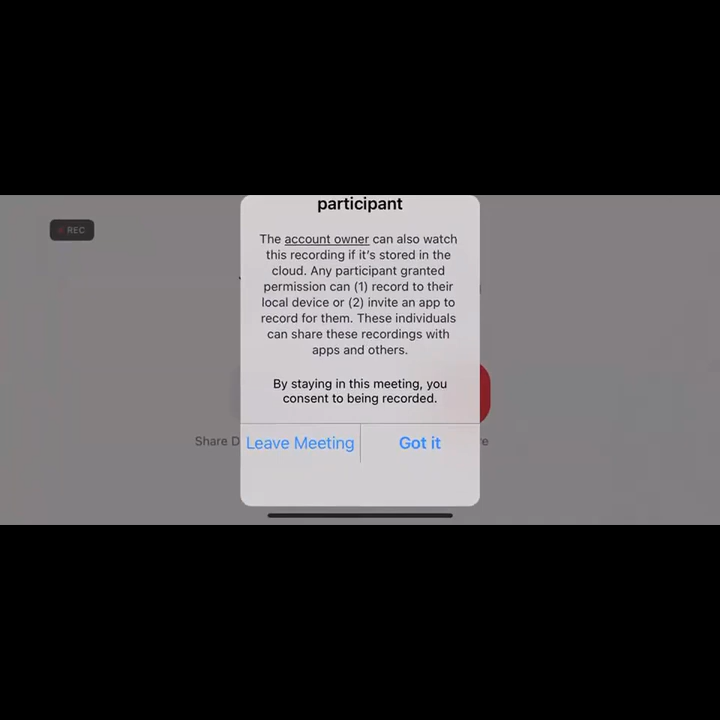 participant
REC
The account owner can also watch
this recording if it's stored in the
cloud. Any participant granted
permission can (1) record to their
local device or (2) invite an app to
record for them. These individuals
can share these recordings with
apps and others.
By staying in this meeting, you
consent to being recorded.
Share D
Leave Meeting
Got it